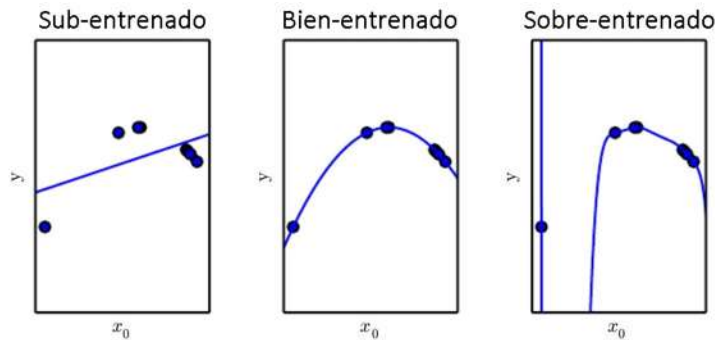 Sub-entrenado
Bien-entrenado
Sobre-entrenado
y
x₀
y
x₀
y
x₀